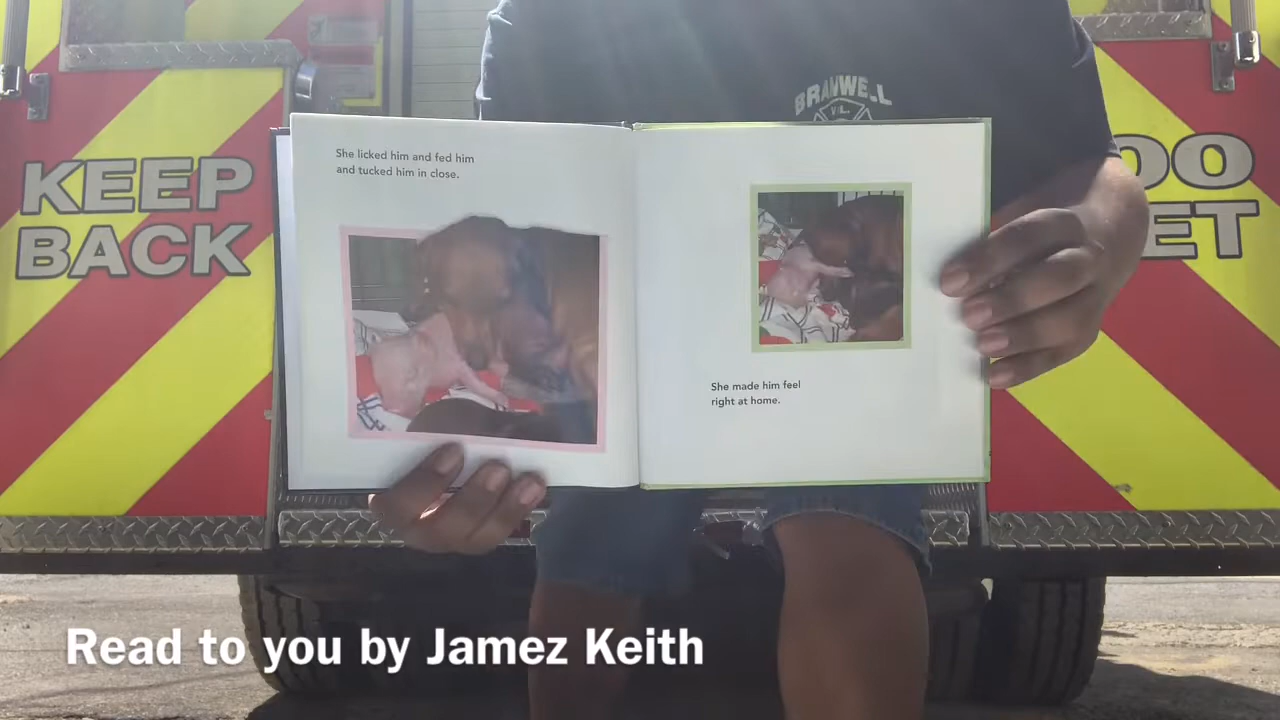 BRAMWELL
KEEP
BACK
She licked him and fed him
and tucked him in close.
She made him feel
right at home.
Read to you by Jamez Keith